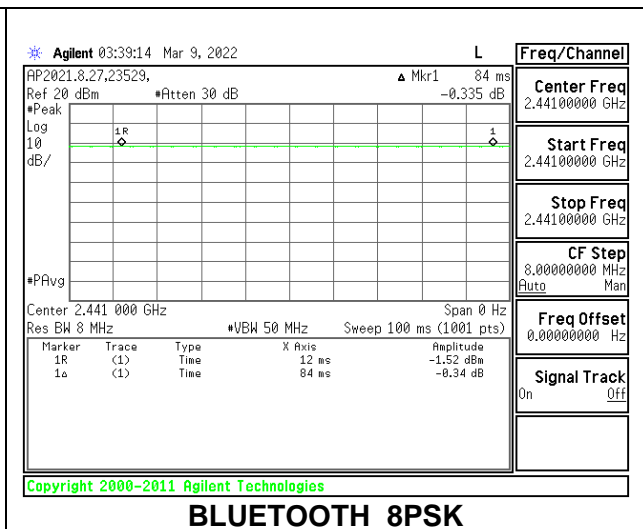 Agilent 03:39:14 Mar 9, 2022 L
AP2021.8.27,23529, Δ Mkr1 84 ms
Ref 20 dBm #Atten 30 dB -0.335 dB
#Peak
Log
10
dB/
1R 1
#PAvg
Center 2.441 000 GHz Span 0 Hz
Res BW 8 MHz #VBW 50 MHz Sweep 100 ms (1001 pts)
Marker Trace Type X Axis Amplitude
1R (1) Time 12 ms -1.52 dBm
1Δ (1) Time 84 ms -0.34 dB
Copyright 2000-2011 Agilent Technologies
Freq/Channel
Center Freq
2.44100000 GHz
Start Freq
2.44100000 GHz
Stop Freq
2.44100000 GHz
CF Step
8.00000000 MHz
Auto Man
Freq Offset
0.00000000 Hz
Signal Track
On Off
BLUETOOTH 8PSK